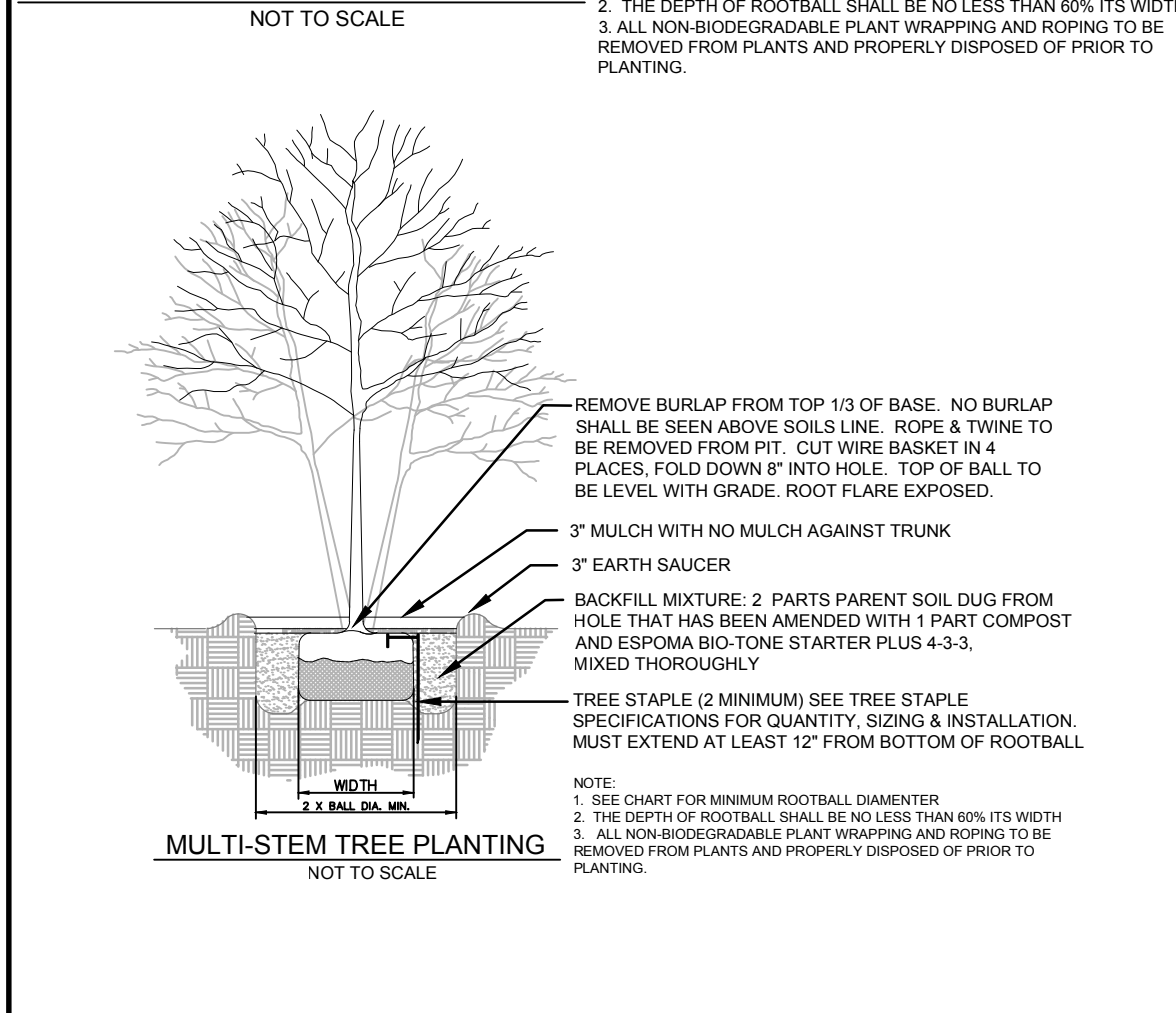 NOT TO SCALE
2. THE DEPTH OF ROOTBALL SHALL BE NO LESS THAN 60% ITS WIDTH
3. ALL NON-BIODEGRADABLE PLANT WRAPPING AND ROPING TO BE
REMOVED FROM PLANTS AND PROPERLY DISPOSED OF PRIOR TO
PLANTING.
REMOVE BURLAP FROM TOP 1/3 OF BASE. NO BURLAP
SHALL BE SEEN ABOVE SOILS LINE. ROPE & TWINE TO
BE REMOVED FROM PIT. CUT WIRE BASKET IN 4
PLACES, FOLD DOWN 8" INTO HOLE. TOP OF BALL TO
BE LEVEL WITH GRADE. ROOT FLARE EXPOSED.
3" MULCH WITH NO MULCH AGAINST TRUNK
3" EARTH SAUCER
BACKFILL MIXTURE: 2 PARTS PARENT SOIL DUG FROM
HOLE THAT HAS BEEN AMENDED WITH 1 PART COMPOST
AND ESPOMA BIO-TONE STARTER PLUS 4-3-3,
MIXED THOROUGHLY
TREE STAPLE (2 MINIMUM) SEE TREE STAPLE
SPECIFICATIONS FOR QUANTITY, SIZING & INSTALLATION.
MUST EXTEND AT LEAST 12" FROM BOTTOM OF ROOTBALL
WIDTH
2 X BALL DIA. MIN.
MULTI-STEM TREE PLANTING
NOT TO SCALE
NOTE:
1. SEE CHART FOR MINIMUM ROOTBALL DIAMENTER
2. THE DEPTH OF ROOTBALL SHALL BE NO LESS THAN 60% ITS WIDTH
3. ALL NON-BIODEGRADABLE PLANT WRAPPING AND ROPING TO BE
REMOVED FROM PLANTS AND PROPERLY DISPOSED OF PRIOR TO
PLANTING.